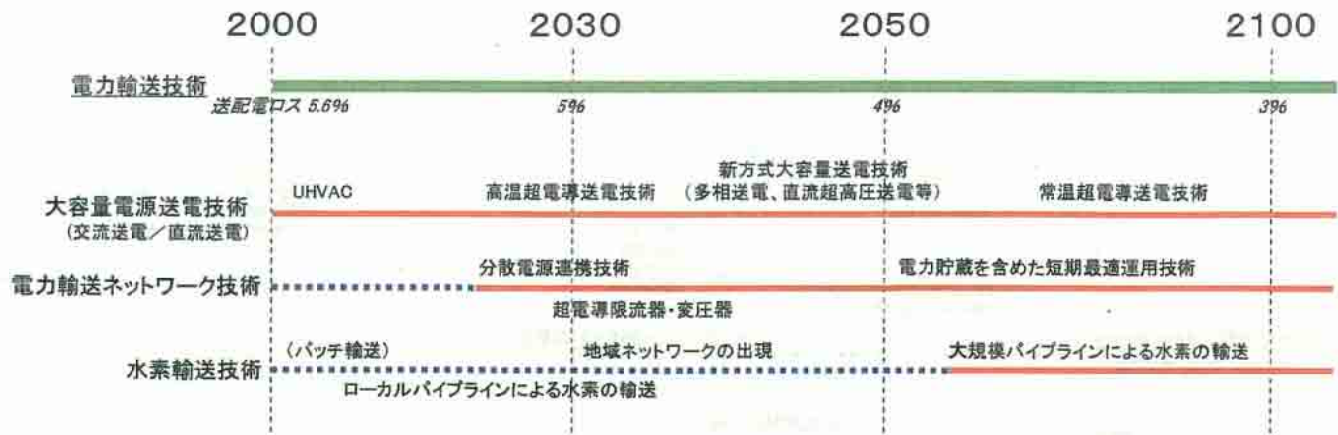 2000 2030 2050 2100
電力輸送技術
送配電ロス 5.6% 5% 4% 3%
新方式大容量送電技術
UHVAC 高温超電導送電技術 （多相送電、直流超高圧送電等） 常温超電導送電技術
大容量電源送電技術
（交流送電／直流送電）
分散電源連携技術 電力貯蔵を含めた短期最適運用技術
電力輸送ネットワーク技術
超電導限流器・変圧器
（バッチ輸送） 地域ネットワークの出現 大規模パイプラインによる水素の輸送
水素輸送技術
ローカルパイプラインによる水素の輸送